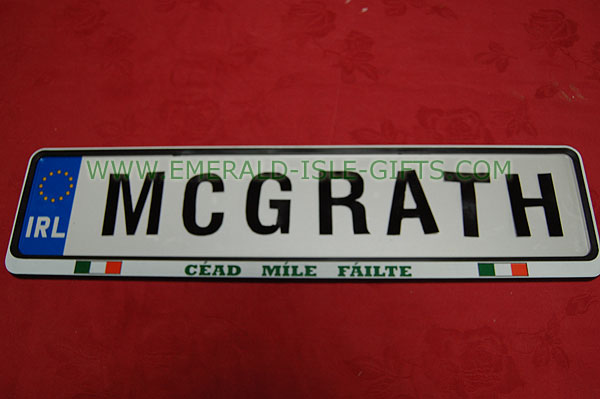 WWW.EMERALD-ISLE-GIFTS.COM
IRL MCGRATH
CÉAD MÍLE FÁILTE